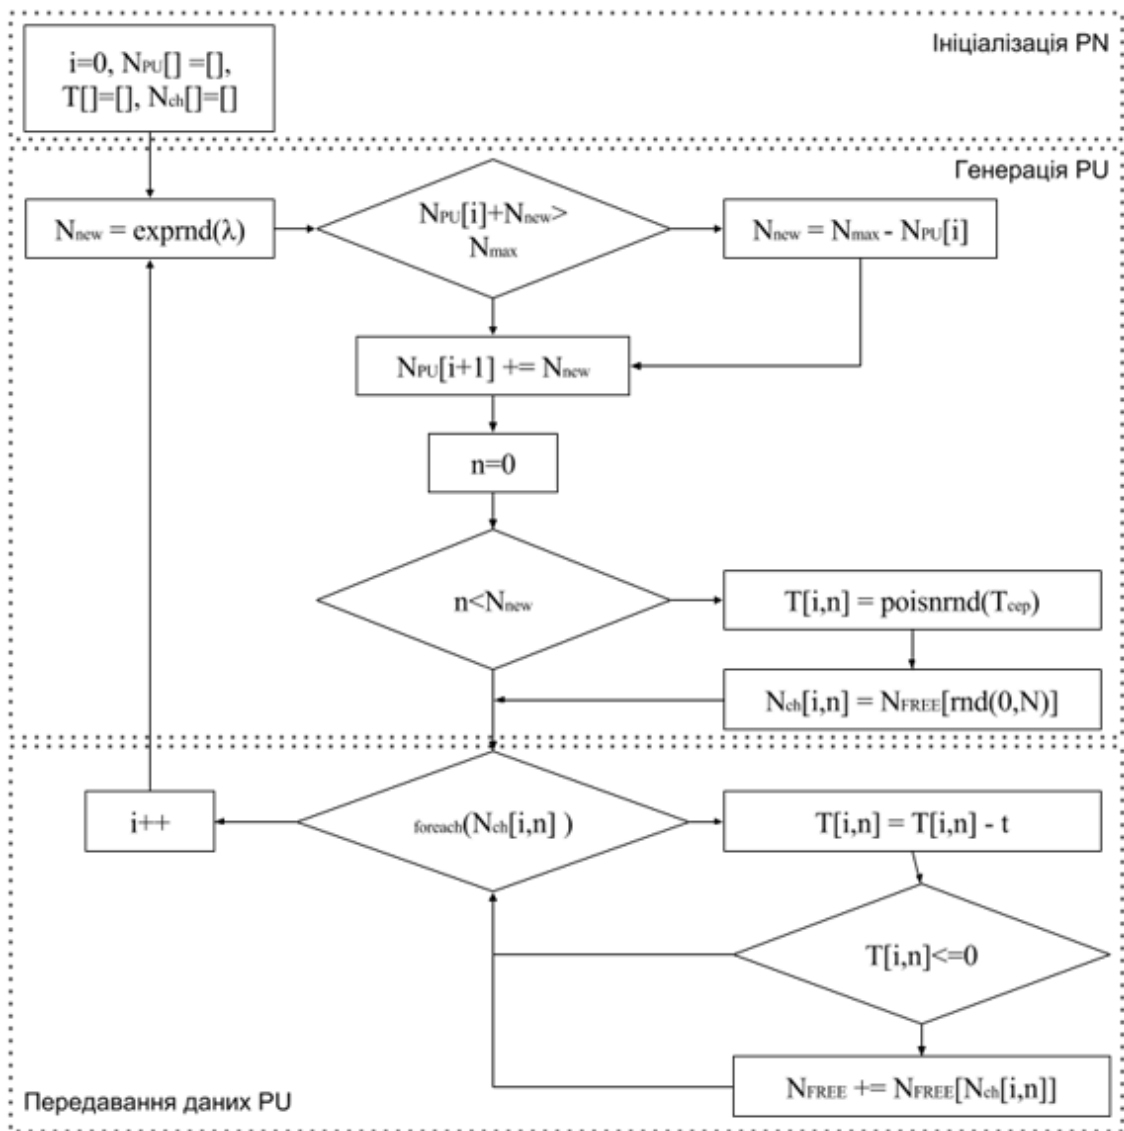 Ініціалізація PN
i=0, NPU[] =[],
T[]=[], Nch[]=[]
Генерація PU
Nnew = exprnd(λ)
NPU[i]+Nnew>
Nmax
Nnew = Nmax - NPU[i]
NPU[i+1] += Nnew
n=0
n<Nnew
T[i,n] = poisnrnd(Tсер)
Nch[i,n] = NFREE[rnd(0,N)]
i++
foreach(Nch[i,n] )
T[i,n] = T[i,n] - t
T[i,n]<=0
NFREE += NFREE[Nch[i,n]]
Передавання даних PU